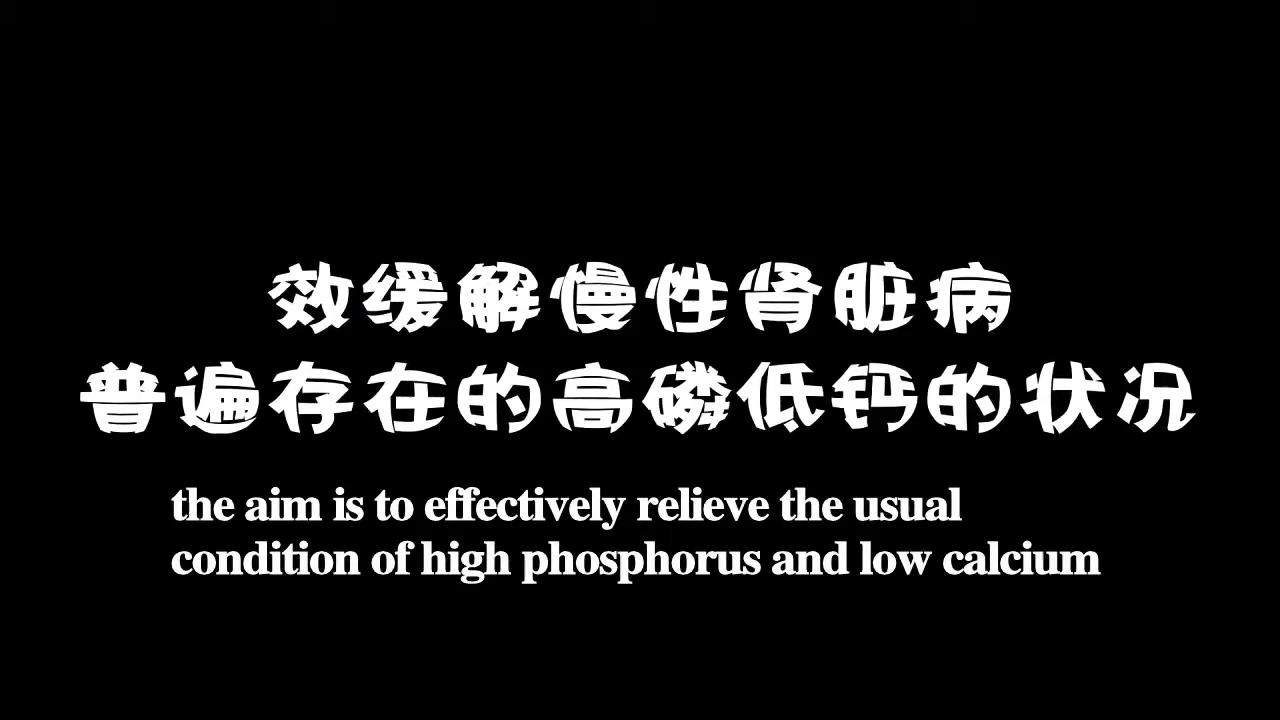 效缓解慢性肾脏病
普遍存在的高磷低钙的状况
the aim is to effectively relieve the usual
condition of high phosphorus and low calcium